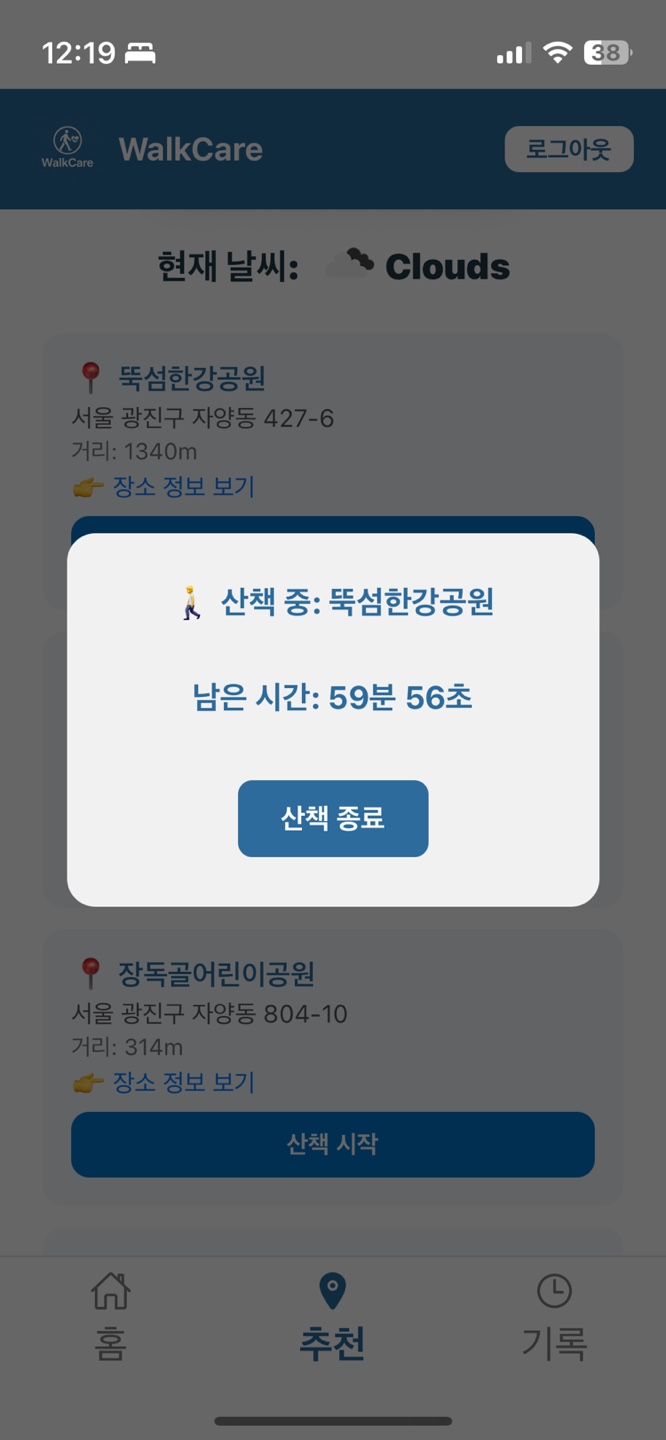 12:19
38
WalkCare
WalkCare
로그아웃
현재 날씨: Clouds
뚝섬한강공원
서울 광진구 자양동 427-6
거리: 1340m
장소 정보 보기
산책 중: 뚝섬한강공원
남은 시간: 59분 56초
산책 종료
장독골어린이공원
서울 광진구 자양동 804-10
거리: 314m
장소 정보 보기
산책 시작
홈
추천
기록